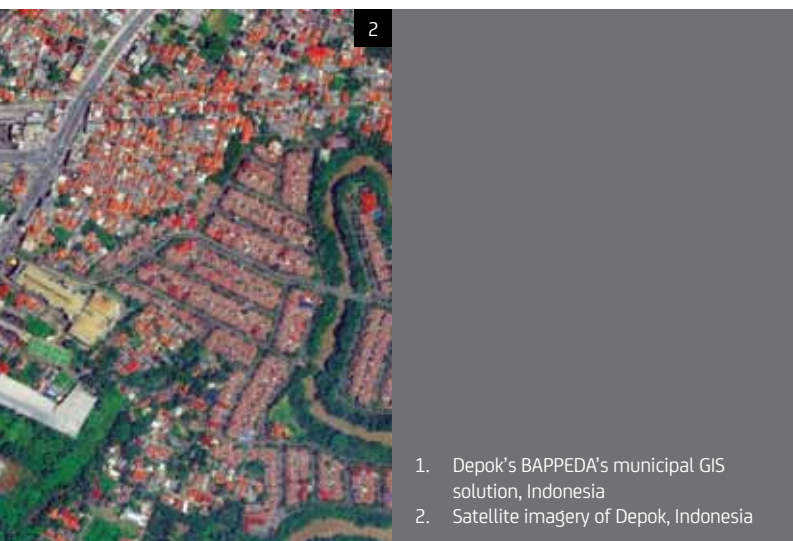 2
1. Depok's BAPPEDA's municipal GIS
solution, Indonesia
2. Satellite imagery of Depok, Indonesia